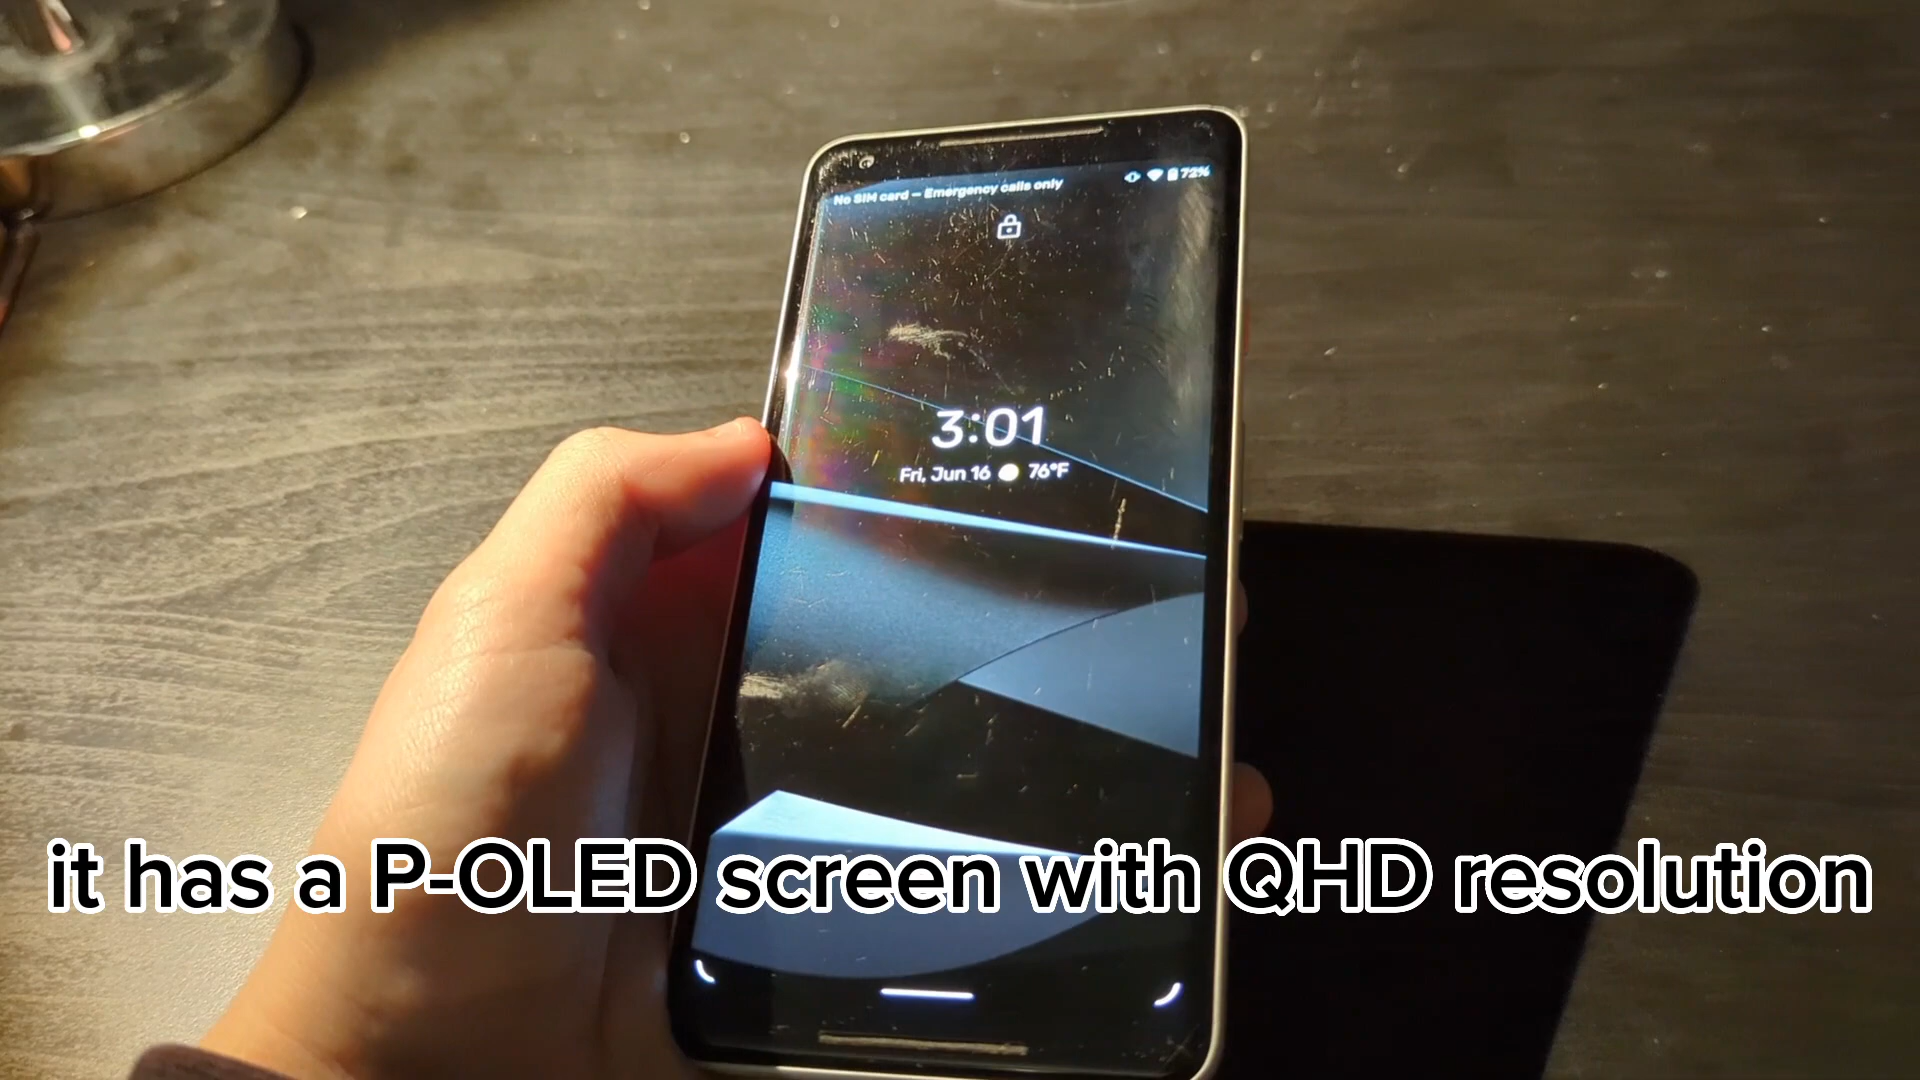 No SIM card — Emergency calls only
72%
3:01
Fri, Jun 16 76°F
it has a P-OLED screen with QHD resolution